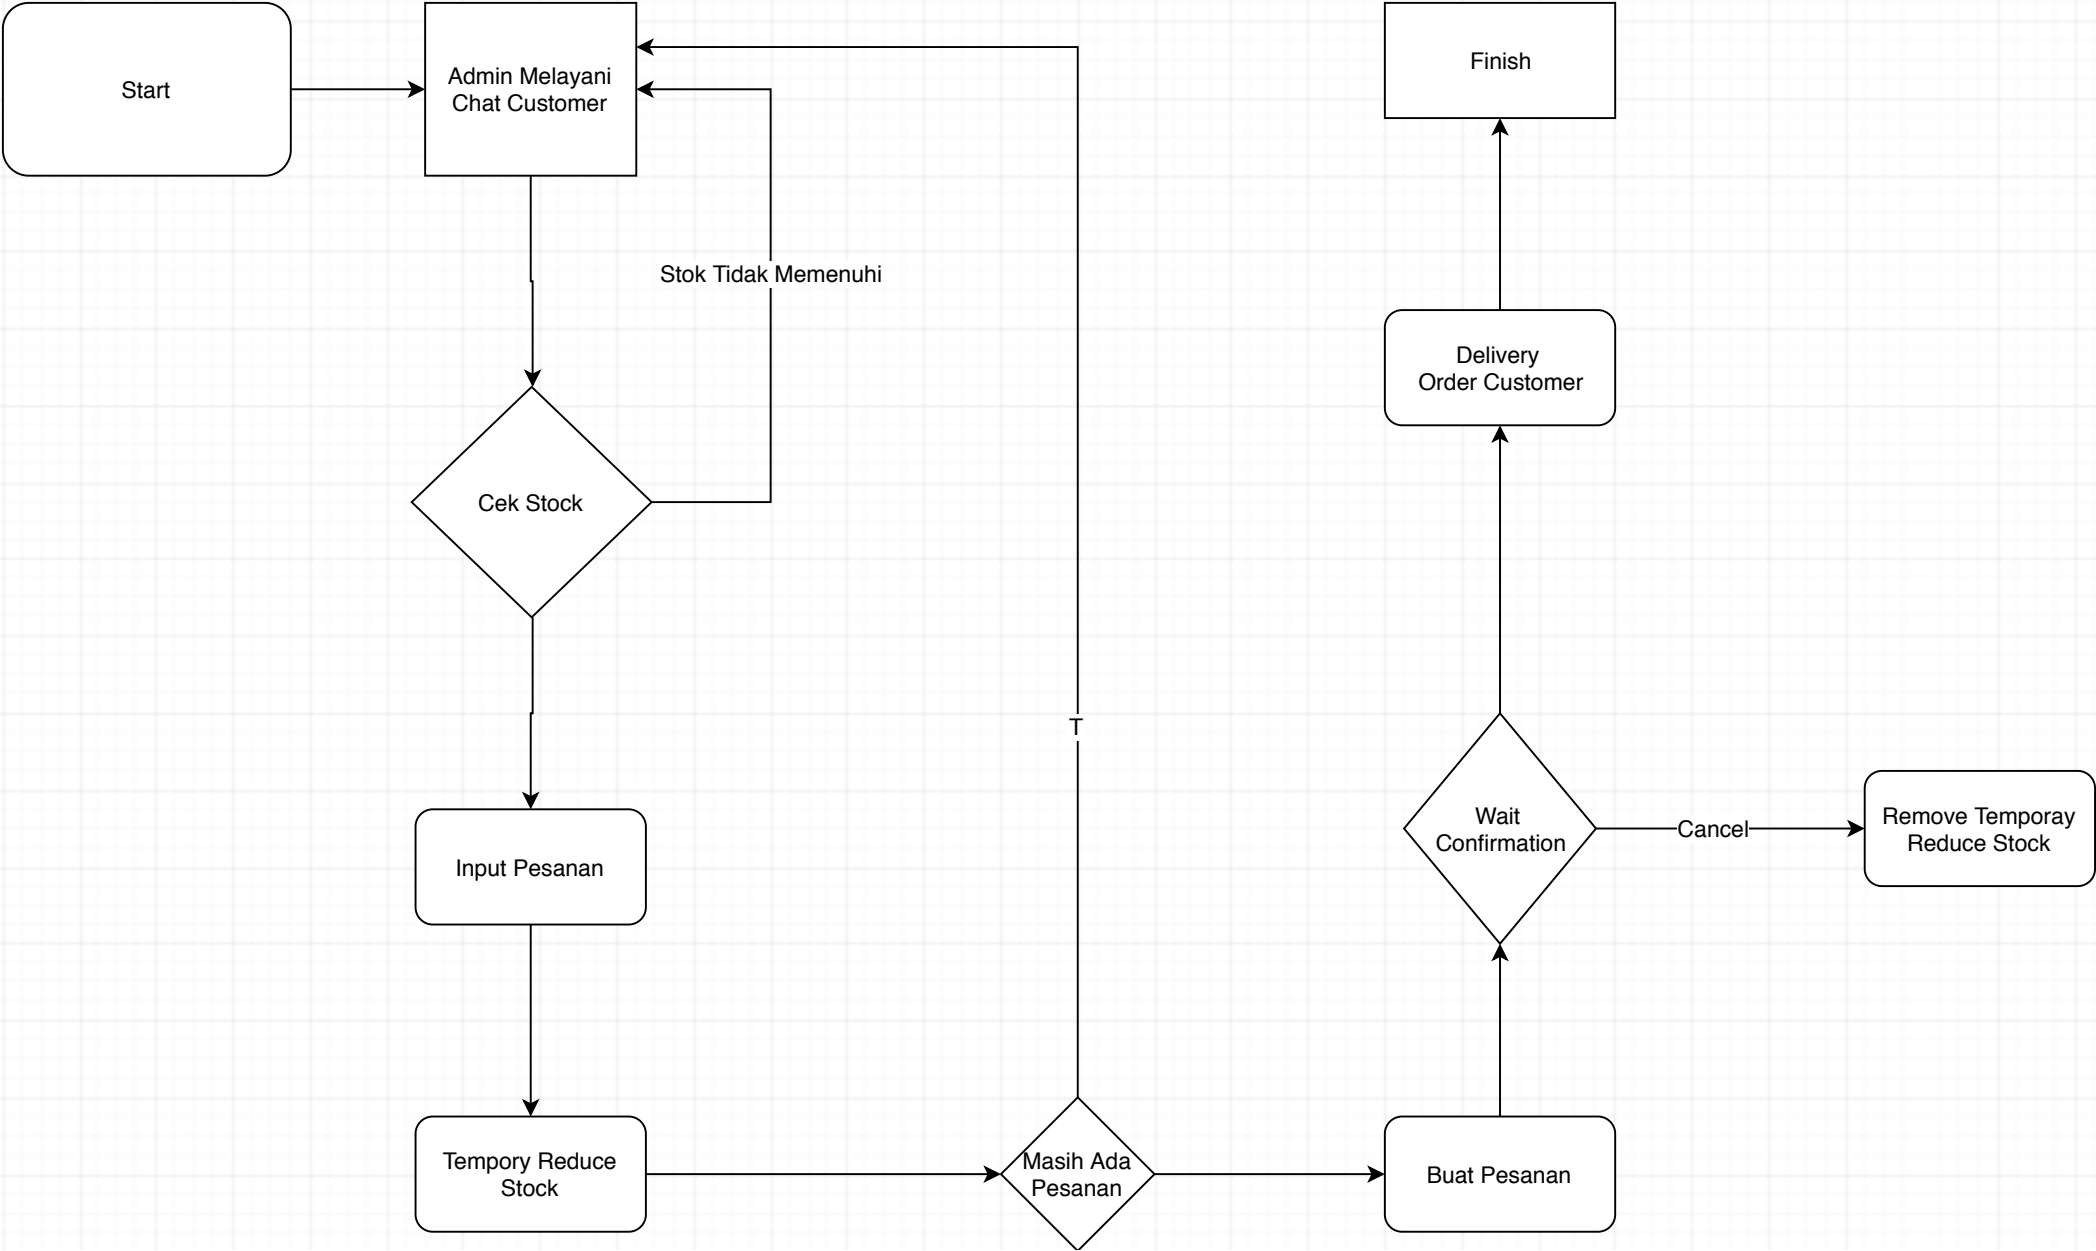 Start
Admin Melayani
Chat Customer
Finish
Stok Tidak Memenuhi
Delivery
Order Customer
Cek Stock
T
Wait
Confirmation
Cancel
Remove Temporay
Reduce Stock
Input Pesanan
Tempory Reduce
Stock
Masih Ada
Pesanan
Buat Pesanan